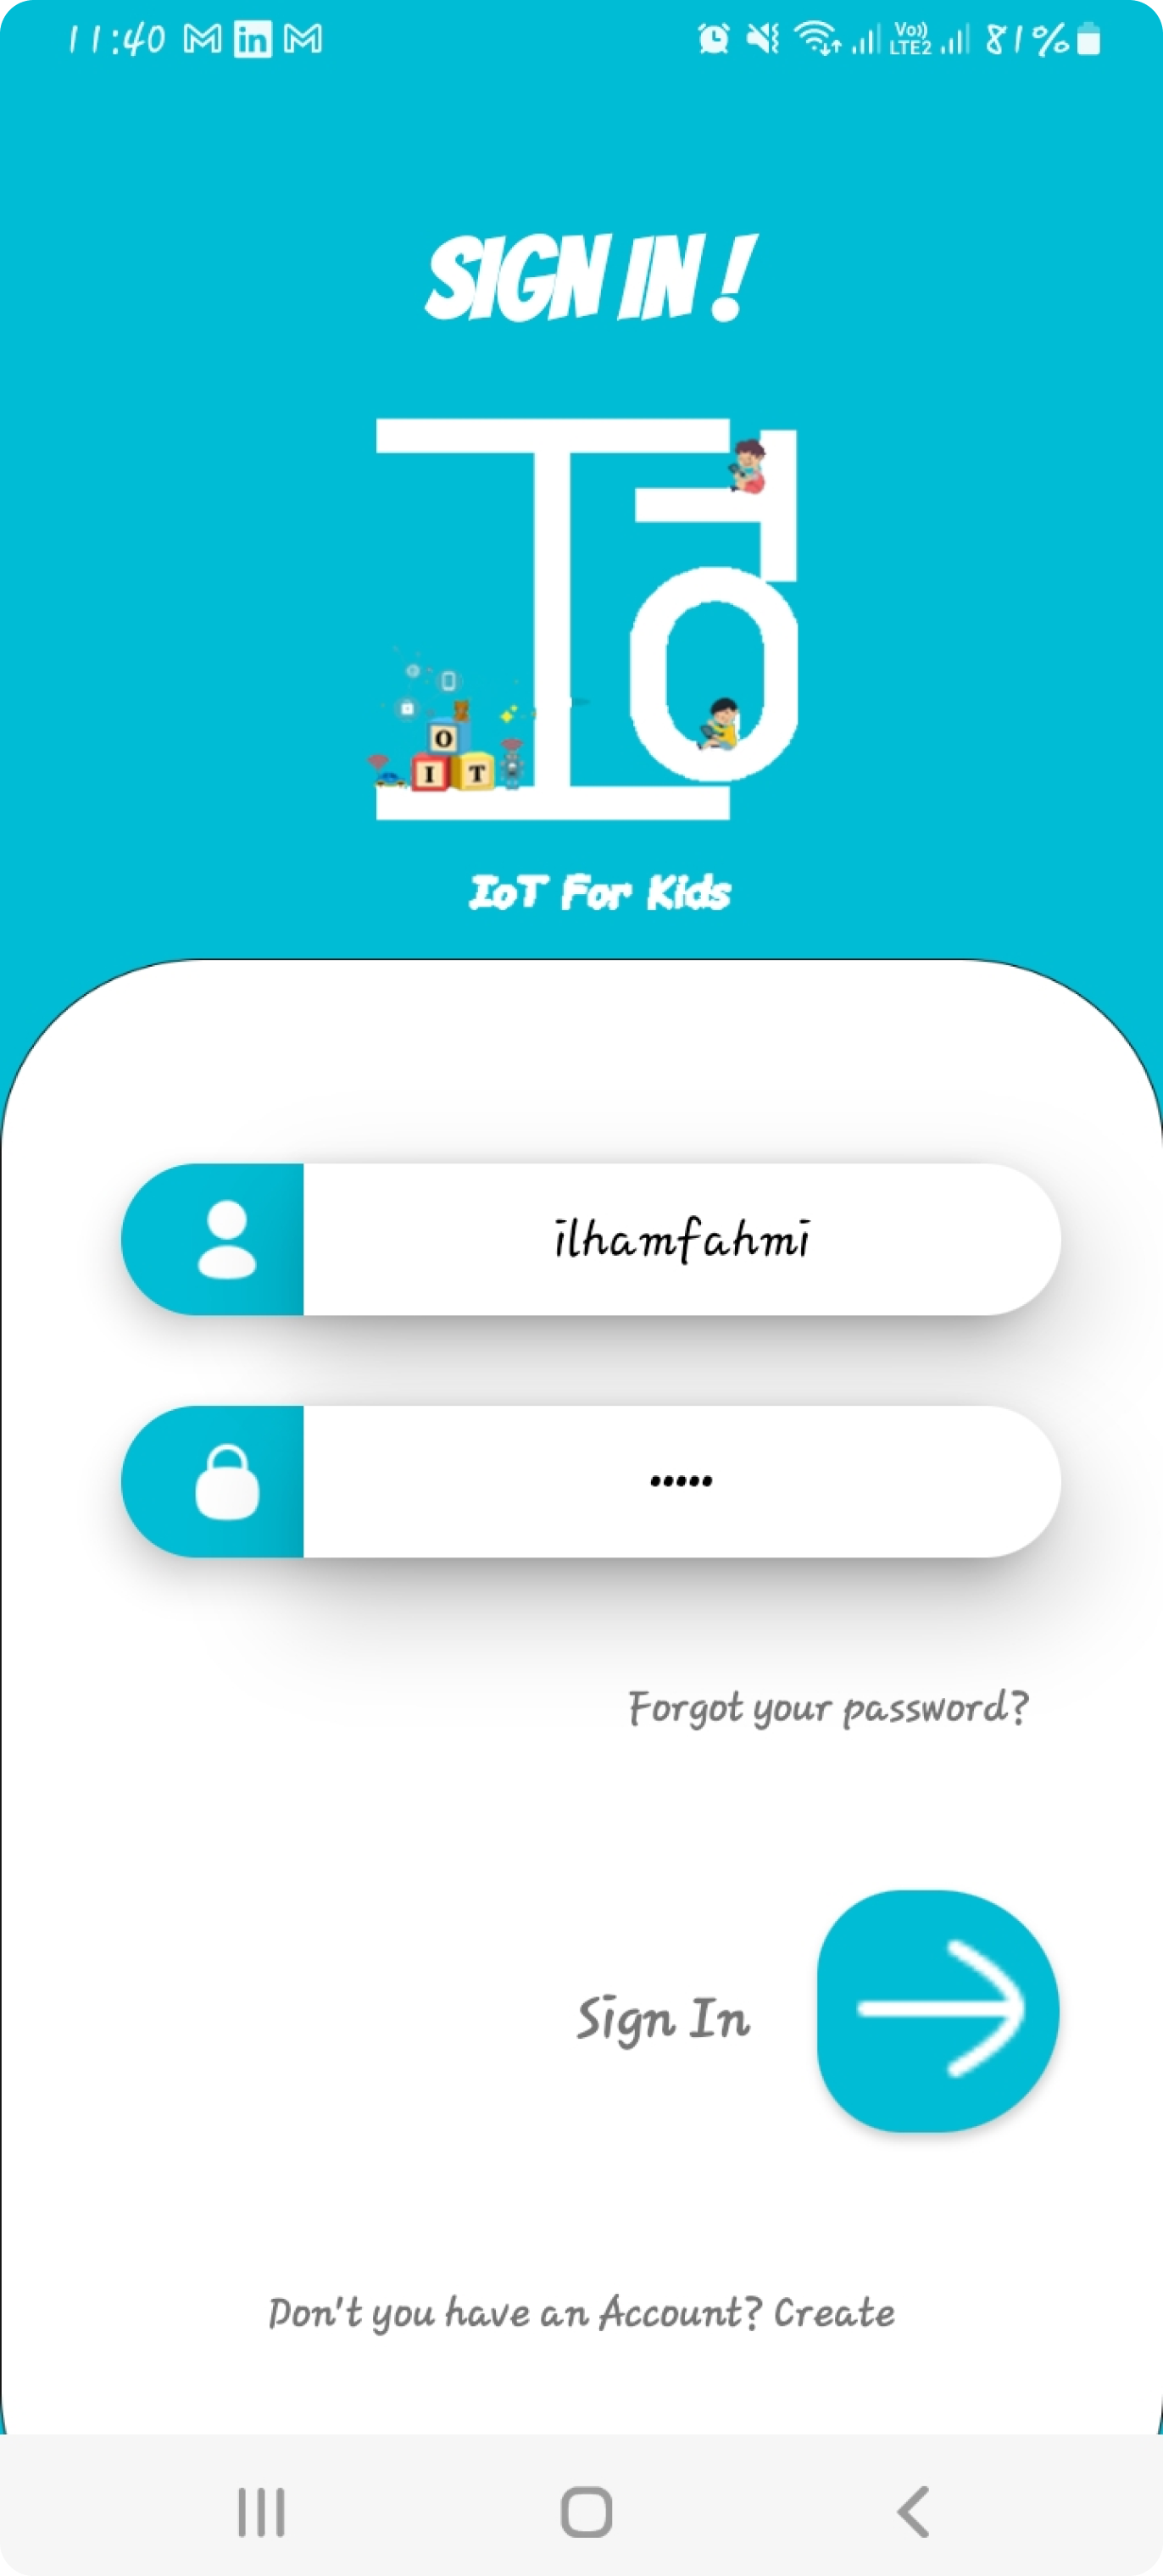 11:40 Vo)) LTE2 81%
SIGN IN !
O
I T
IoT For Kids
ilhamfahmi
•••••
Forgot your password?
Sign In
Don't you have an Account? Create